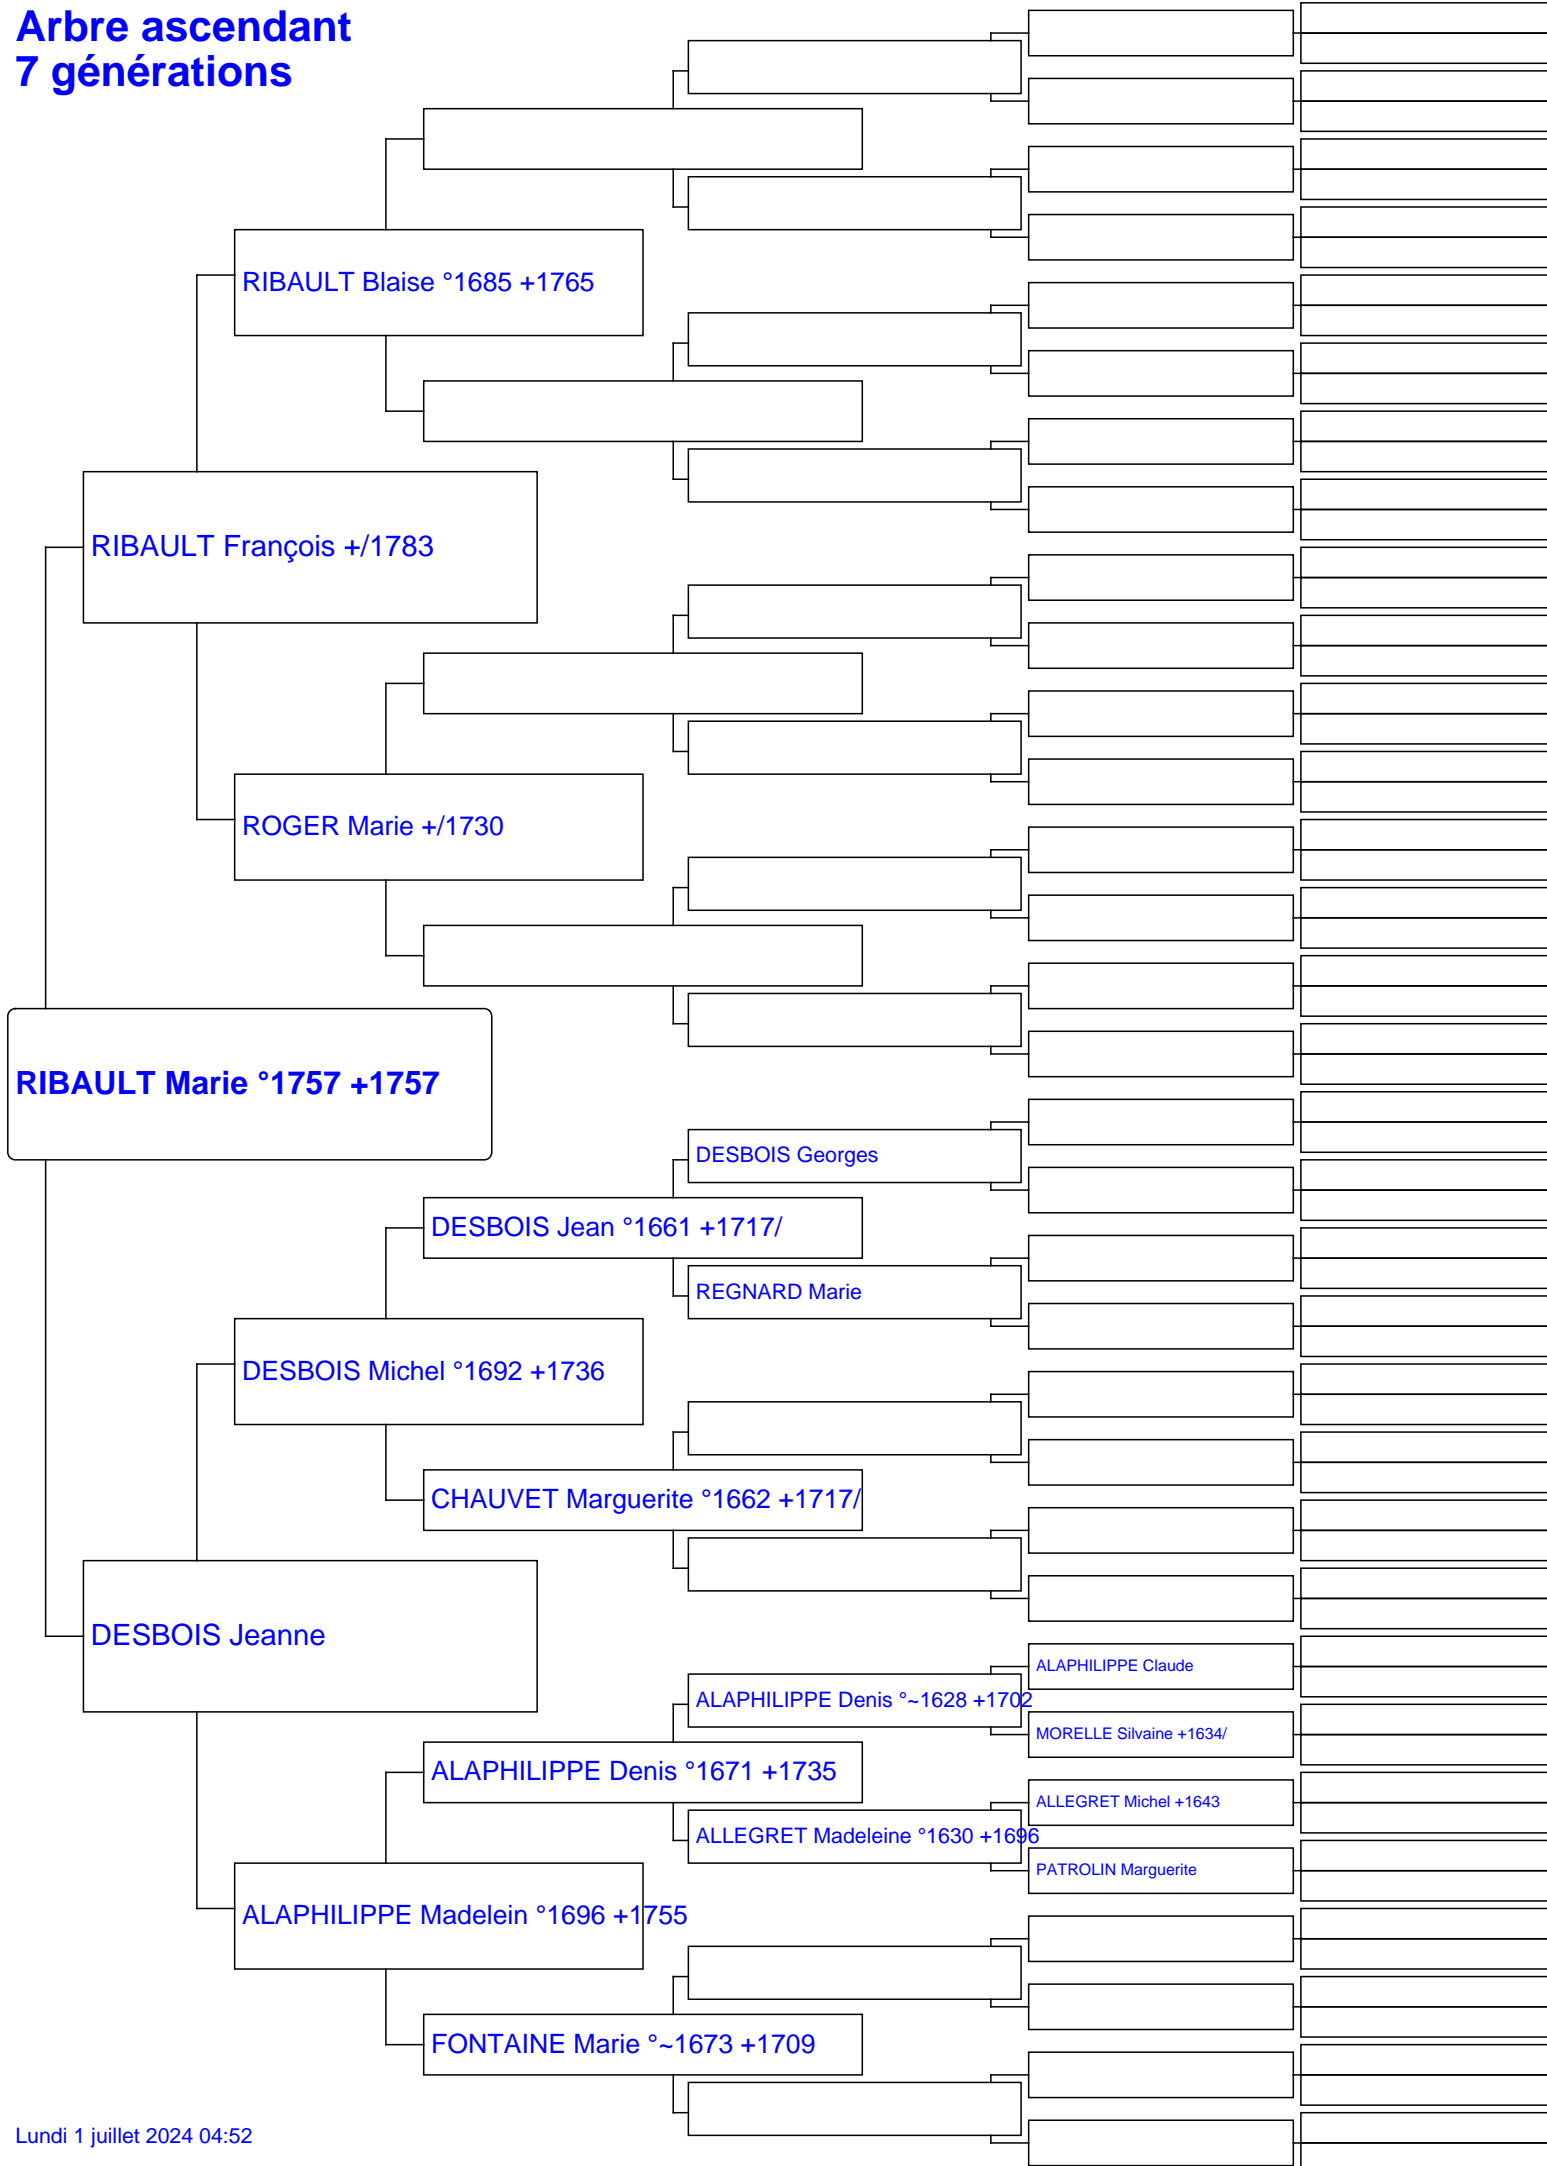 Arbre ascendant
7 générations
RIBAULT Blaise °1685 +1765
RIBAULT François +/1783
ROGER Marie +/1730
RIBAULT Marie °1757 +1757
DESBOIS Georges
DESBOIS Jean °1661 +1717/
REGNARD Marie
DESBOIS Michel °1692 +1736
CHAUVET Marguerite °1662 +1717/
DESBOIS Jeanne
ALAPHILIPPE Claude
ALAPHILIPPE Denis °~1628 +1702
MORELLE Silvaine +1634/
ALAPHILIPPE Denis °1671 +1735
ALLEGRET Michel +1643
ALLEGRET Madeleine °1630 +1696
PATROLIN Marguerite
ALAPHILIPPE Madelein °1696 +1755
FONTAINE Marie °~1673 +1709
Lundi 1 juillet 2024 04:52